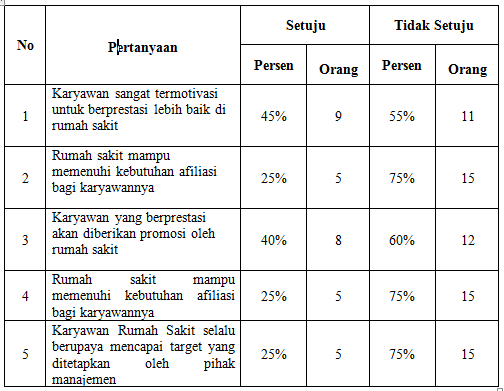 No Pertanyaan Setuju Tidak Setuju
Persen Orang Persen Orang
1 Karyawan sangat termotivasi
untuk berprestasi lebih baik di
rumah sakit
45% 9 55% 11
2 Rumah sakit mampu
memenuhi kebutuhan afiliasi
bagi karyawannya
25% 5 75% 15
3 Karyawan yang berprestasi
akan diberikan promosi oleh
rumah sakit
40% 8 60% 12
4 Rumah sakit mampu
memenuhi kebutuhan afiliasi
bagi karyawannya
25% 5 75% 15
5 Karyawan Rumah Sakit selalu
berupaya mencapai target yang
ditetapkan oleh pihak
manajemen
25% 5 75% 15